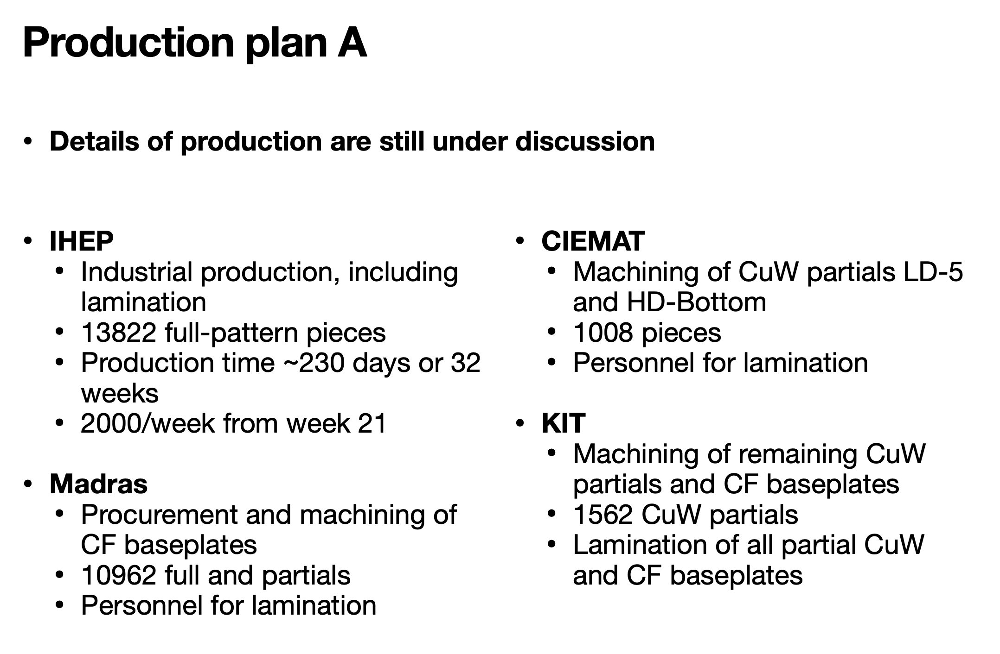 Production plan A
• Details of production are still under discussion
• IHEP
• Industrial production, including
lamination
• 13822 full-pattern pieces
• Production time ~230 days or 32
weeks
• 2000/week from week 21
• Madras
• Procurement and machining of
CF baseplates
• 10962 full and partials
• Personnel for lamination
• CIEMAT
• Machining of CuW partials LD-5
and HD-Bottom
• 1008 pieces
• Personnel for lamination
• KIT
• Machining of remaining CuW
partials and CF baseplates
• 1562 CuW partials
• Lamination of all partial CuW
and CF baseplates